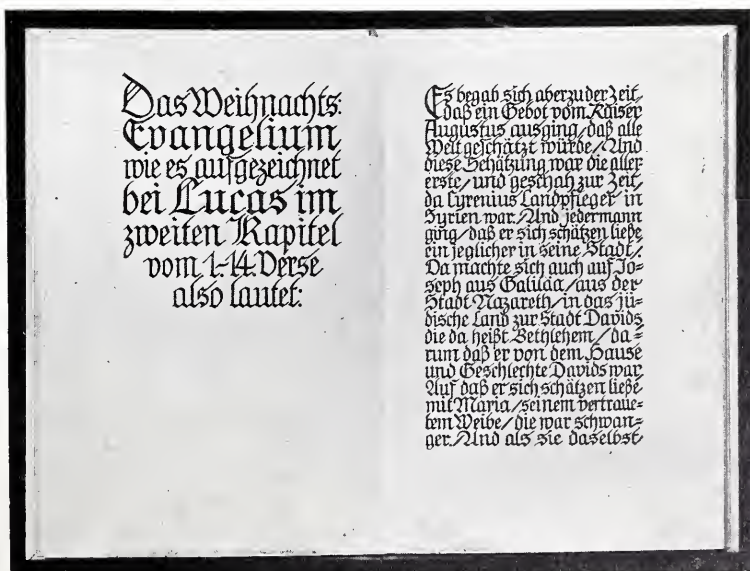 Das Weihnachts:
Evangelium
wie es aufgezeichnet
bei Lucas im
zweiten Kapitel
vom 1.-14. Verse
also lautet:
Es begab sich aber zu der Zeit,
daß ein Gebot vom Kaiser
Augustus ausging/daß alle
Welt geschätzt würde/Und
diese Schätzung war die aller
erste/und geschah zur Zeit,
da Cyrenius Landpfleger in
Syrien war. And jedermann
ging/daß er sich schätzen ließe
ein jeglicher in seine Stadt/.
Da machte sich auch auf Jo-
seph aus Galiläa/aus der
Stadt Nazareth/in das jü-
dische Land zur Stadt Davids
die da heißt Bethlehem/da-
rum daß er von dem Hause
und Geschlechte Davids war
Auf daß er sich schätzen ließe
mit Maria/seinem vertraue=
tem Weibe/die war schwan-
ger. Und als sie daselbst